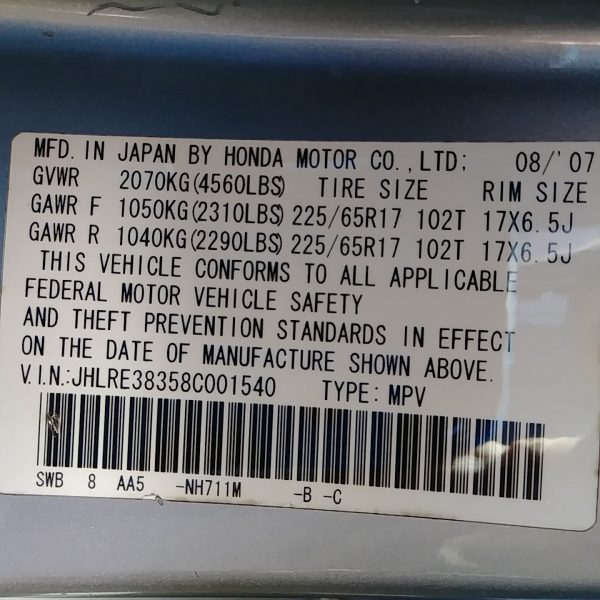 MFD. IN JAPAN BY HONDA MOTOR CO., LTD; 08/'07
GVWR 2070KG(4560LBS) TIRE SIZE RIM SIZE
GAWR F 1050KG(2310LBS) 225/65R17 102T 17X6.5J
GAWR R 1040KG(2290LBS) 225/65R17 102T 17X6.5J
THIS VEHICLE CONFORMS TO ALL APPLICABLE
FEDERAL MOTOR VEHICLE SAFETY
AND THEFT PREVENTION STANDARDS IN EFFECT
ON THE DATE OF MANUFACTURE SHOWN ABOVE.
V.I.N.:JHLRE38358C001540 TYPE: MPV
SWB 8 AA5 -NH711M -B -C